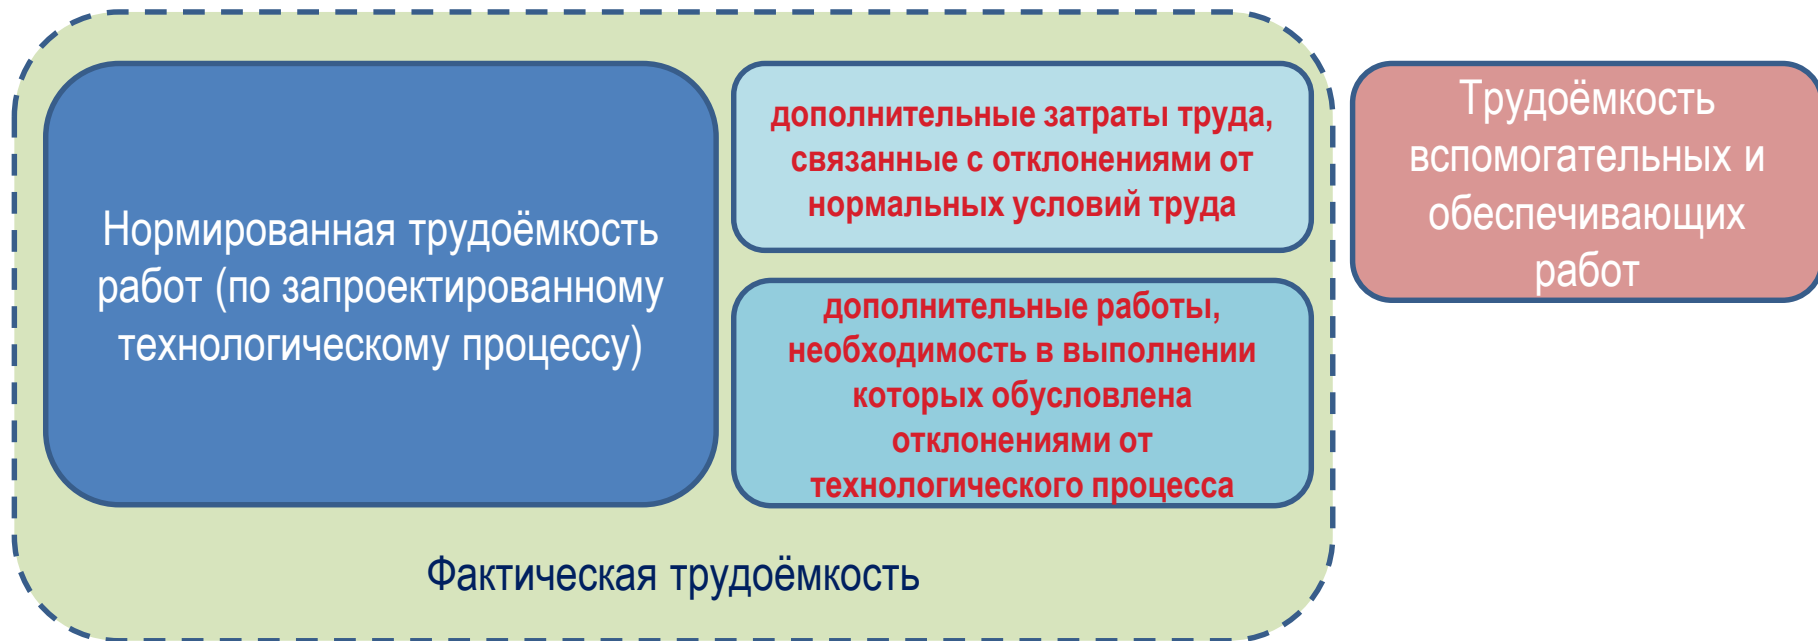 Нормированная трудоёмкость
работ (по запроектированному
технологическому процессу)
дополнительные затраты труда,
связанные с отклонениями от
нормальных условий труда
дополнительные работы,
необходимость в выполнении
которых обусловлена
отклонениями от
технологического процесса
Фактическая трудоёмкость
Трудоёмкость
вспомогательных и
обеспечивающих
работ